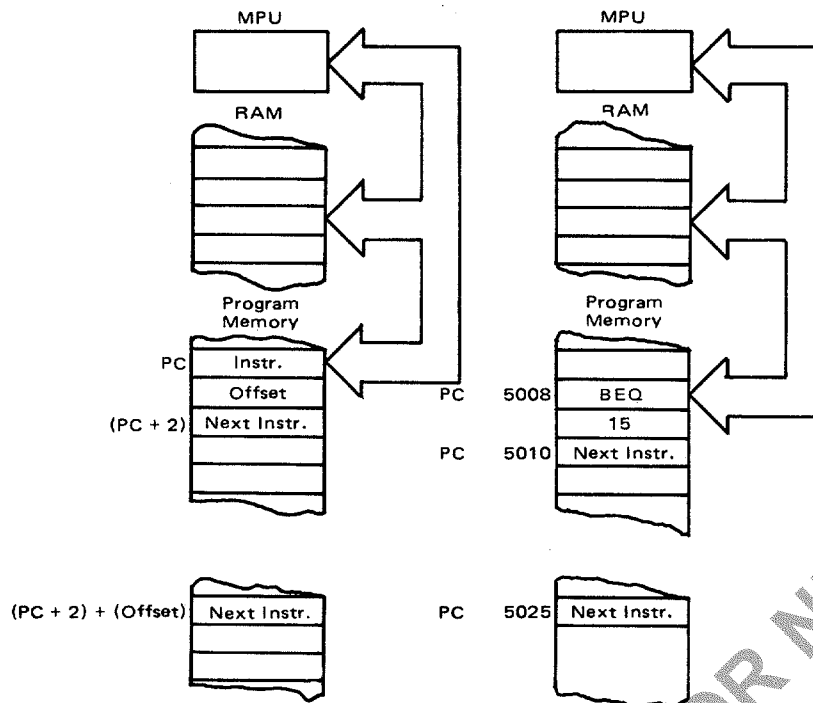 MPU
RAM
Program
Memory
PC Instr.
Offset
(PC + 2) Next Instr.
(PC + 2) + (Offset) Next Instr.
MPU
RAM
Program
Memory
PC 5008 BEQ
15
PC 5010 Next Instr.
PC 5025 Next Instr.
OR